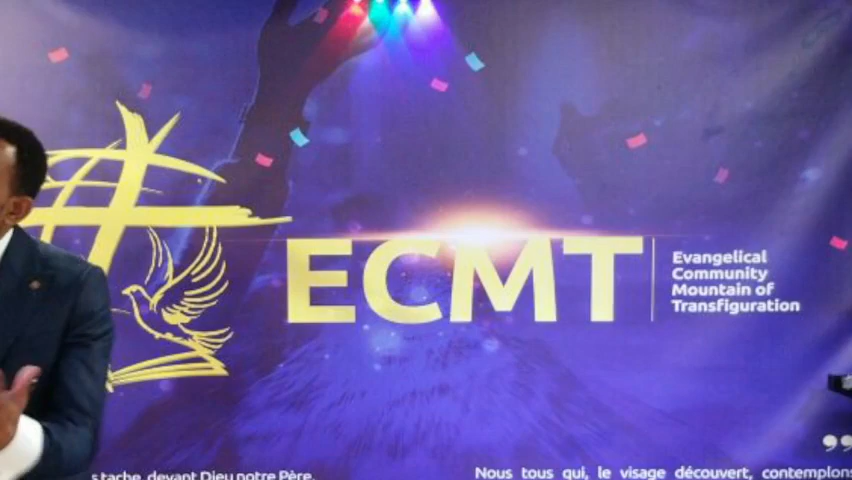 ECMT
Evangelical
Community
Mountain of
Transfiguration
”
s tache, devant Dieu notre Père.
Nous tous qui, le visage découvert, contemplons